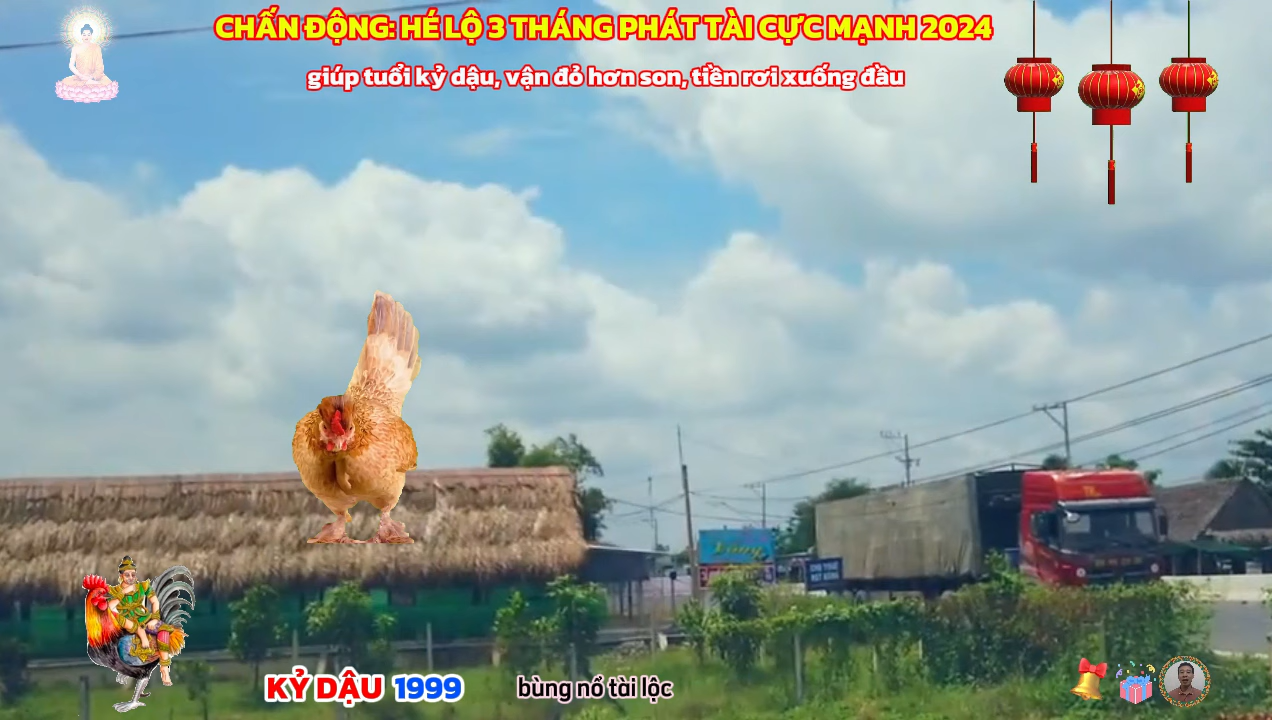 CHẤN ĐỘNG: HÉ LỘ 3 THÁNG PHÁT TÀI CỰC MẠNH 2024
giúp tuổi kỷ dậu, vận đỏ hơn son, tiền rơi xuống đầu
KỶ DẬU 1999
bùng nổ tài lộc